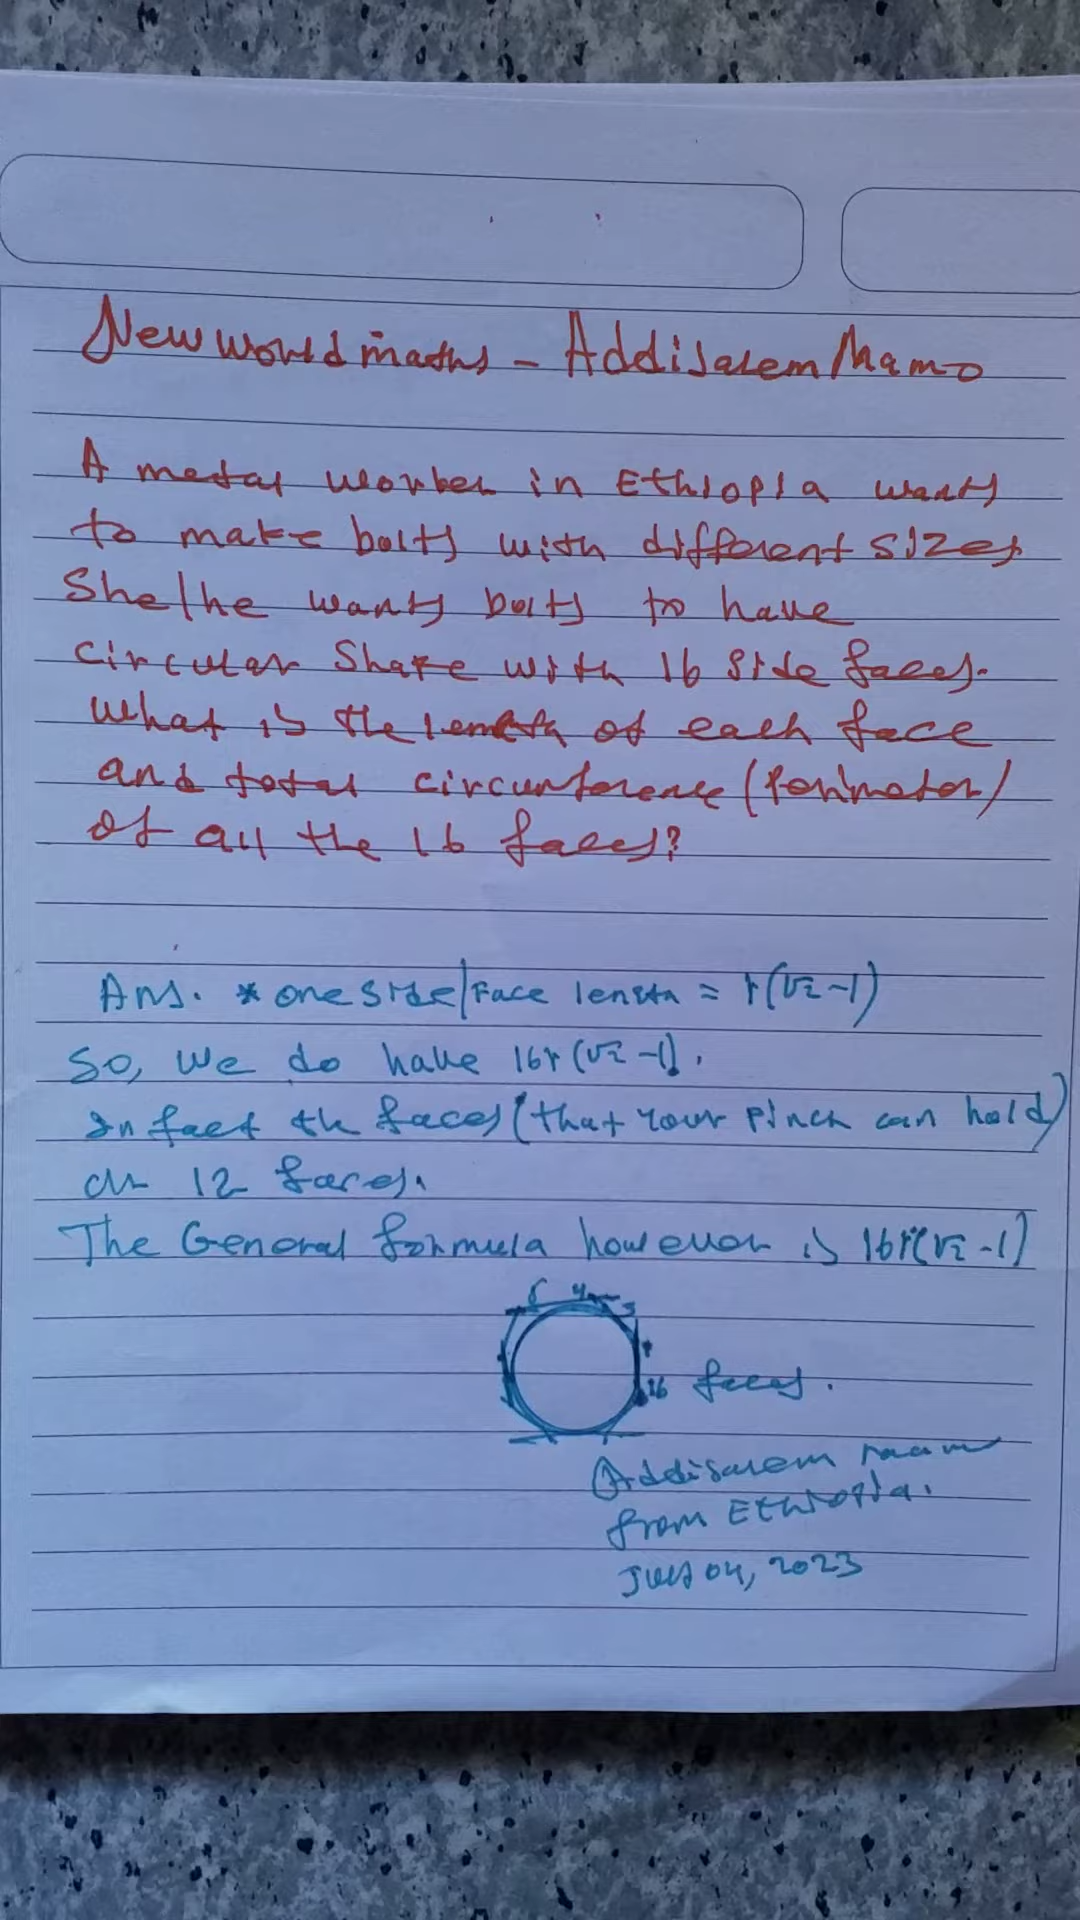 New world maths - Addisalem Mamo
A metal worker in Ethiopia wants
to make bolts with different sizes.
She/he wants bolts to have
circular shape with 16 side faces.
What is the length of each face
and total circumference (perimeter)
of all the 16 faces?
Ans. * one side/face length = r(√2-1)
So, we do have 16r(√2-1).
In fact the faces (that your pinch can hold)
are 12 faces.
The General formula however is 16r(√2-1)
16 faces.
Addisalem
from Ethiopia.
July 04, 2023